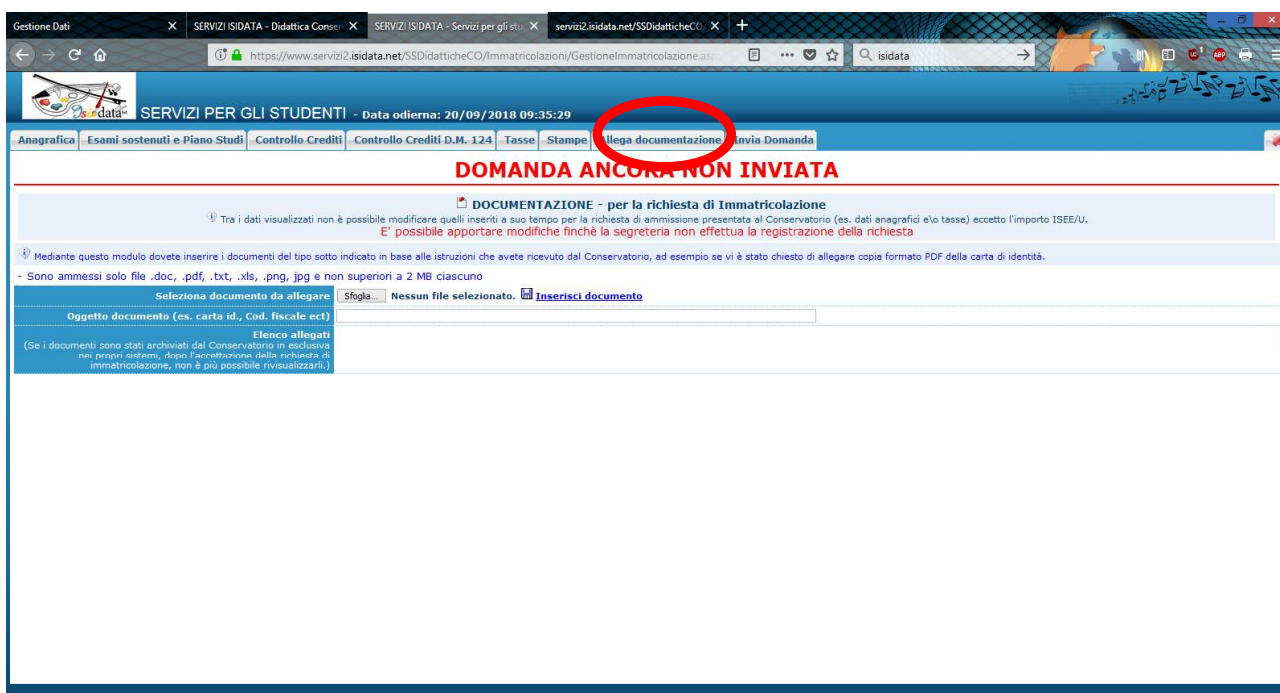 Gestione Dati
SERVIZI ISIDATA - Didattica Conser
SERVIZI ISIDATA - Servizi per gli stu
servizi2.isidata.net/SSDidatticheCO
https://www.servizi2.isidata.net/SSDidatticheCO/Immatricolazioni/GestioneImmatricolazione.as
isidata
Isidata
SERVIZI PER GLI STUDENTI - Data odierna: 20/09/2018 09:35:29
Anagrafica Esami sostenuti e Piano Studi Controllo Crediti Controllo Crediti D.M. 124 Tasse Stampe Allega documentazione Invia Domanda
DOMANDA ANCORA NON INVIATA
DOCUMENTAZIONE - per la richiesta di Immatricolazione
Tra i dati visualizzati non è possibile modificare quelli inseriti a suo tempo per la richiesta di ammissione presentata al Conservatorio (es. dati anagrafici e\o tasse) eccetto l'importo ISEE/U.
E' possibile apportare modifiche finchè la segreteria non effettua la registrazione della richiesta
Mediante questo modulo dovete inserire i documenti del tipo sotto indicato in base alle istruzioni che avete ricevuto dal Conservatorio, ad esempio se vi è stato chiesto di allegare copia formato PDF della carta di identità.
- Sono ammessi solo file .doc, .pdf, .txt, .xls, .png, jpg e non superiori a 2 MB ciascuno
Seleziona documento da allegare Sfoglia... Nessun file selezionato. Inserisci documento
Oggetto documento (es. carta id., Cod. fiscale ect)
Elenco allegati
(Se i documenti sono stati archiviati dal Conservatorio in esclusiva
nei propri sistemi, dopo l'accettazione della richiesta di
immatricolazione, non è più possibile rivisualizzarli.)